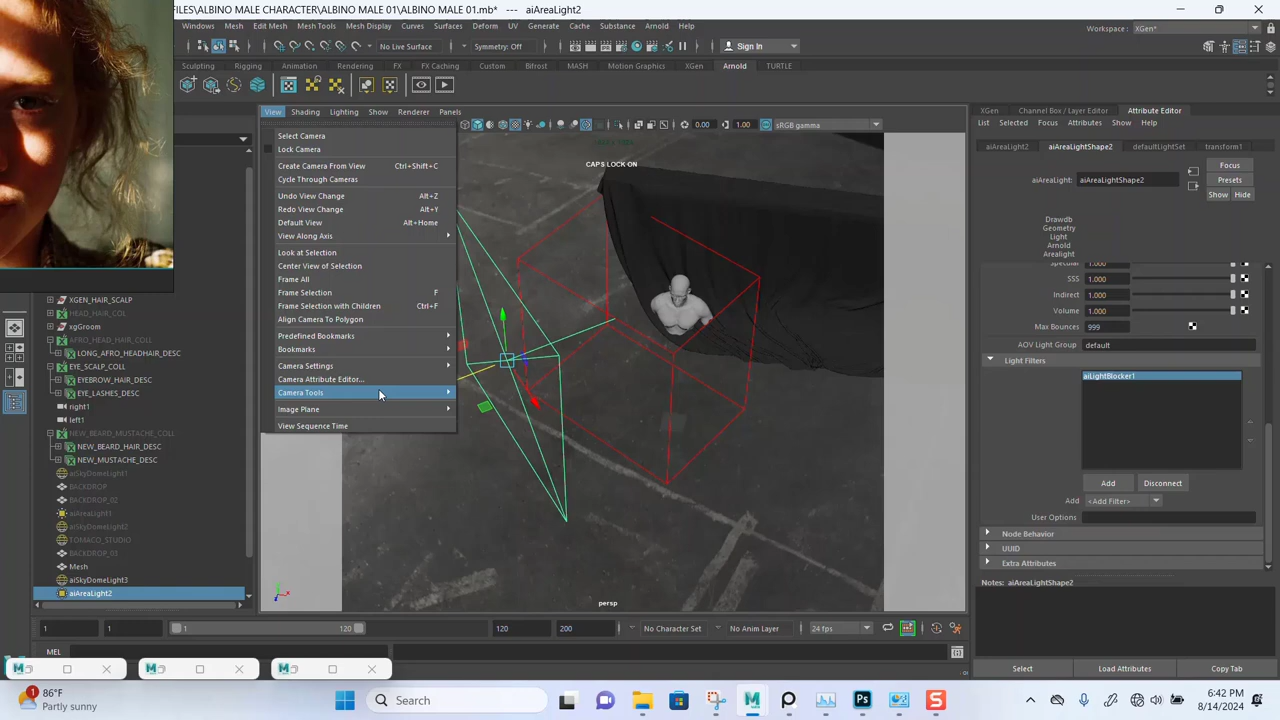 FILES\ALBINO MALE CHARACTER\ALBINO MALE 01\ALBINO MALE 01.mb* --- aiAreaLight2
Windows Mesh Edit Mesh Mesh Tools Mesh Display Curves Surfaces Deform UV Generate Cache Substance Arnold Help
Workspace: XGen*
No Live Surface
Symmetry: Off
Sign In
Sculpting Rigging Animation Rendering FX FX Caching Custom Bifrost MASH Motion Graphics XGen Arnold TURTLE
View Shading Lighting Show Renderer Panels
0.00 1.00 sRGB gamma
CAPS LOCK ON
Select Camera
Lock Camera
Create Camera From View Ctrl+Shift+C
Cycle Through Cameras
Undo View Change Alt+Z
Redo View Change Alt+Y
Default View Alt+Home
View Along Axis
Look at Selection
Center View of Selection
Frame All
Frame Selection F
Frame Selection with Children Ctrl+F
Align Camera To Polygon
Predefined Bookmarks
Bookmarks
Camera Settings
Camera Attribute Editor...
Camera Tools
Image Plane
View Sequence Time
persp
XGEN_HAIR_SCALP
HEAD_HAIR_COL
xgGroom
AFRO_HEAD_HAIR_COLL
LONG_AFRO_HEADHAIR_DESC
EYE_SCALP_COLL
EYEBROW_HAIR_DESC
EYE_LASHES_DESC
right1
left1
NEW_BEARD_MUSTACHE_COLL
NEW_BEARD_HAIR_DESC
NEW_MUSTACHE_DESC
aiSkyDomeLight1
BACKDROP
BACKDROP_02
aiAreaLight1
aiSkyDomeLight2
TOMACO_STUDIO
BACKDROP_03
Mesh
aiSkyDomeLight3
aiAreaLight2
XGen Channel Box / Layer Editor Attribute Editor
List Selected Focus Attributes Show Help
aiAreaLight2 aiAreaLightShape2 defaultLightSet transform1
aiAreaLight: aiAreaLightShape2
Focus
Presets
Show Hide
Drawdb
Geometry
Light
Arnold
Arealight
Specular 1.000
SSS 1.000
Indirect 1.000
Volume 1.000
Max Bounces 999
AOV Light Group default
Light Filters
aiLightBlocker1
Add Disconnect
Add <Add Filter>
User Options
Node Behavior
UUID
Extra Attributes
Notes: aiAreaLightShape2
Select Load Attributes Copy Tab
1 1 1 120 120 200 No Character Set No Anim Layer 24 fps
MEL
86°F
Partly sunny
1
Search
6:42 PM
8/14/2024